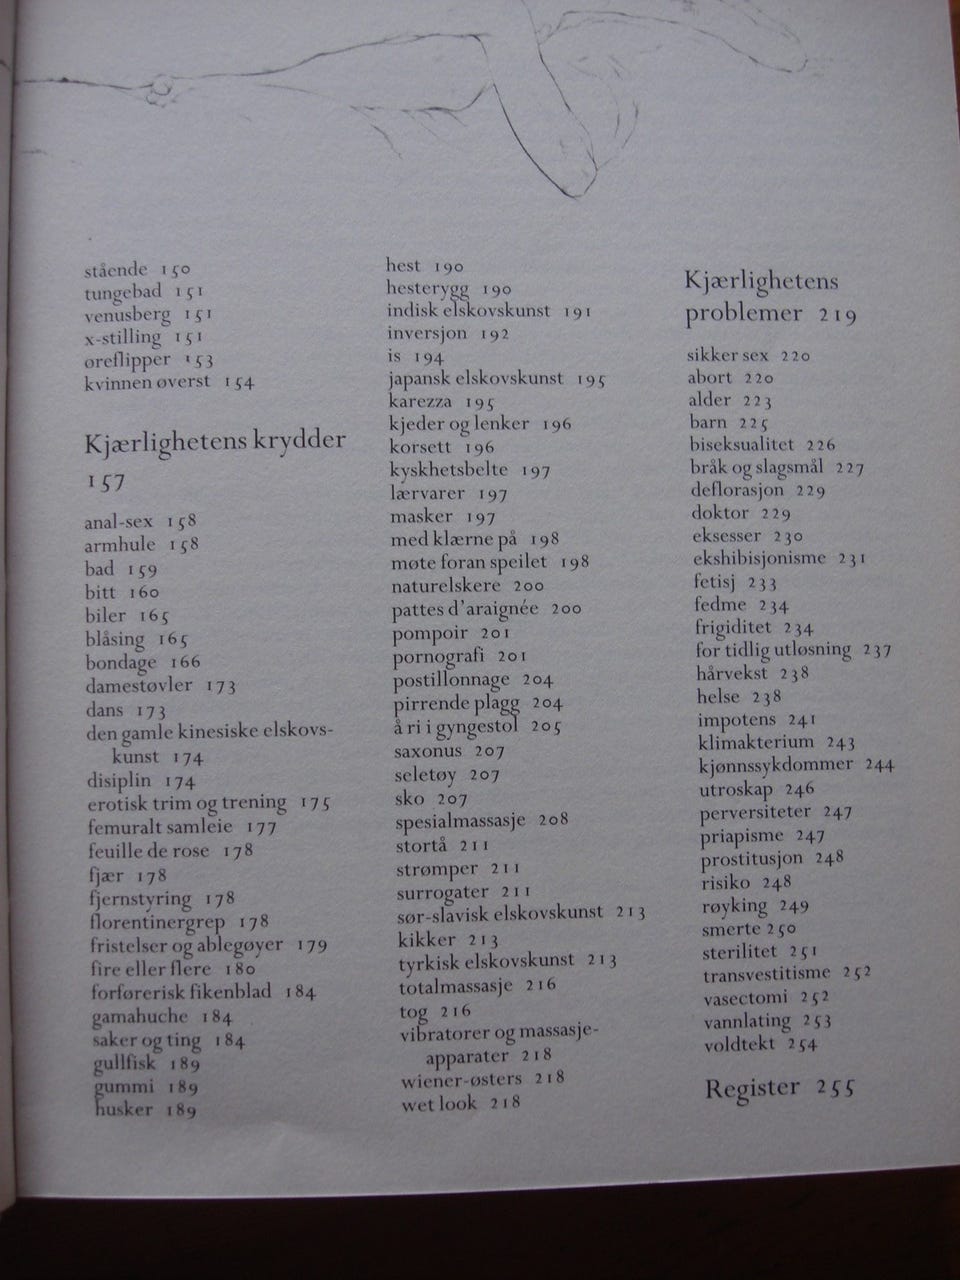 stående 150
tungebad 151
venusberg 151
x-stilling 151
øreflipper 153
kvinnen øverst 154
Kjærlighetens krydder
157
anal-sex 158
armhule 158
bad 159
bitt 160
biler 165
blåsing 165
bondage 166
damestøvler 173
dans 173
den gamle kinesiske elskovs-
kunst 174
disiplin 174
erotisk trim og trening 175
femuralt samleie 177
feuille de rose 178
fjær 178
fjernstyring 178
florentinergrep 178
fristelser og ablegøyer 179
fire eller flere 180
forførerisk fikenblad 184
gamahuche 184
saker og ting 184
gullfisk 189
gummi 189
husker 189
hest 190
hesterygg 190
indisk elskovskunst 191
inversjon 192
is 194
japansk elskovskunst 195
karezza 195
kjeder og lenker 196
korsett 196
kyskhetsbelte 197
lærvarer 197
masker 197
med klærne på 198
møte foran speilet 198
naturelskere 200
pattes d'araignée 200
pompoir 201
pornografi 201
postillonnage 204
pirrende plagg 204
å ri i gyngestol 205
saxonus 207
seletøy 207
sko 207
spesialmassasje 208
stortå 211
strømper 211
surrogater 211
sør-slavisk elskovskunst 213
kikker 213
tyrkisk elskovskunst 213
totalmassasje 216
tog 216
vibratorer og massasje-
apparater 218
wiener-østers 218
wet look 218
Kjærlighetens
problemer 219
sikker sex 220
abort 220
alder 223
barn 225
biseksualitet 226
bråk og slagsmål 227
deflorasjon 229
doktor 229
eksesser 230
ekshibisjonisme 231
fetisj 233
fedme 234
frigiditet 234
for tidlig utløsning 237
hårvekst 238
helse 238
impotens 241
klimakterium 243
kjønnssykdommer 244
utroskap 246
perversiteter 247
priapisme 247
prostitusjon 248
risiko 248
røyking 249
smerte 250
sterilitet 251
transvestitisme 252
vasectomi 252
vannlating 253
voldtekt 254
Register 255